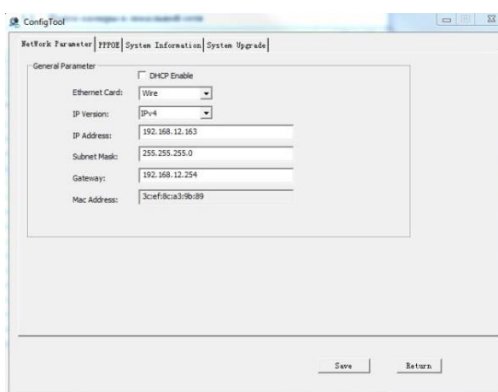 ConfigTool
NetWork Parameter PPPOE System Information System Upgrade
General Parameter
DHCP Enable
Ethernet Card: Wire
IP Version: IPv4
IP Address: 192.168.12.163
Subnet Mask: 255.255.255.0
Gateway: 192.168.12.254
Mac Address: 3c:ef:8c:a3:9b:89
Save Return